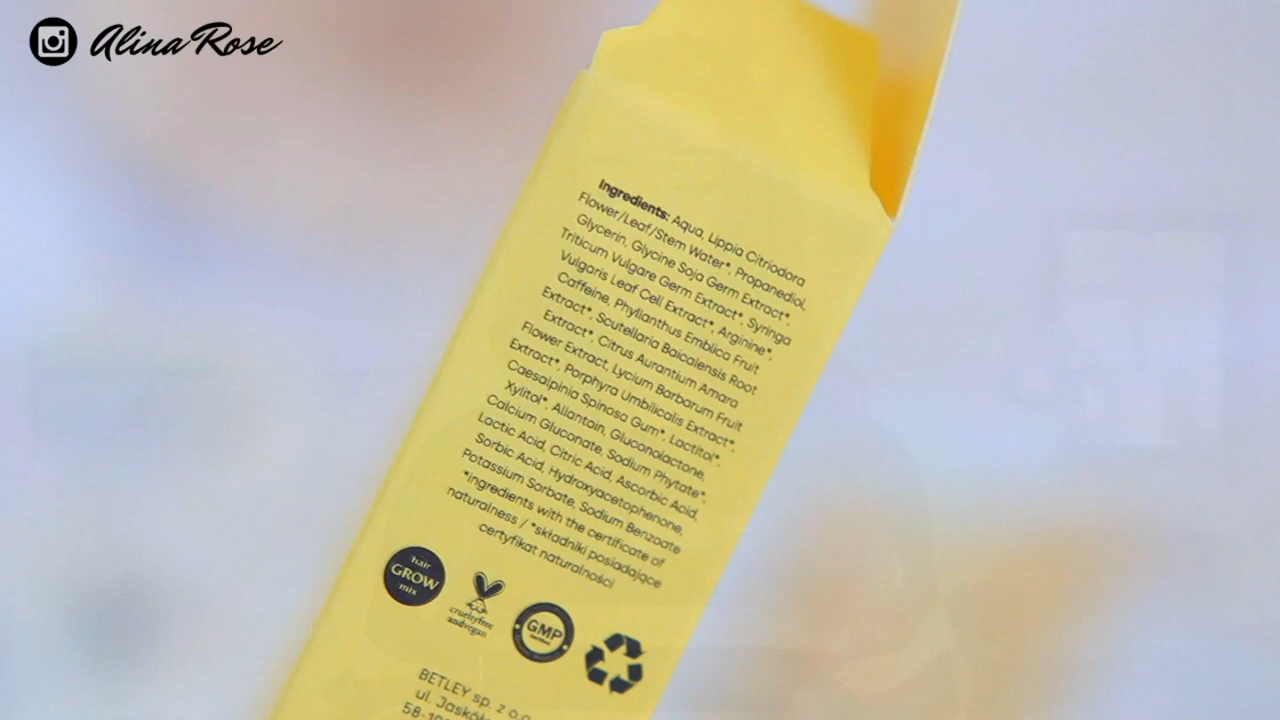 Alina Rose
Ingredients: Aqua, Lippia Citriodora
Flower/Leaf/Stem Water*, Propanediol,
Glycerin, Glycine Soja Germ Extract*,
Triticum Vulgare Germ Extract*, Syringa
Vulgaris Leaf Cell Extract*, Arginine*,
Caffeine, Phyllanthus Emblica Fruit
Extract*, Scutellaria Baicalensis Root
Extract*, Citrus Aurantium Amara
Flower Extract, Lycium Barbarum Fruit
Extract*, Porphyra Umbilicalis Extract*,
Caesalpinia Spinosa Gum*, Lactitol*,
Xylitol*, Allantoin, Gluconolactone,
Calcium Gluconate, Sodium Phytate*,
Lactic Acid, Citric Acid, Ascorbic Acid,
Sorbic Acid, Hydroxyacetophenone,
Potassium Sorbate, Sodium Benzoate
*ingredients with the certificate of
naturalness / *składniki posiadające
certyfikat naturalności
hair
GROW
mix
crueltyfree
andvegan
GMP
BETLEY sp. z o.o.
ul.